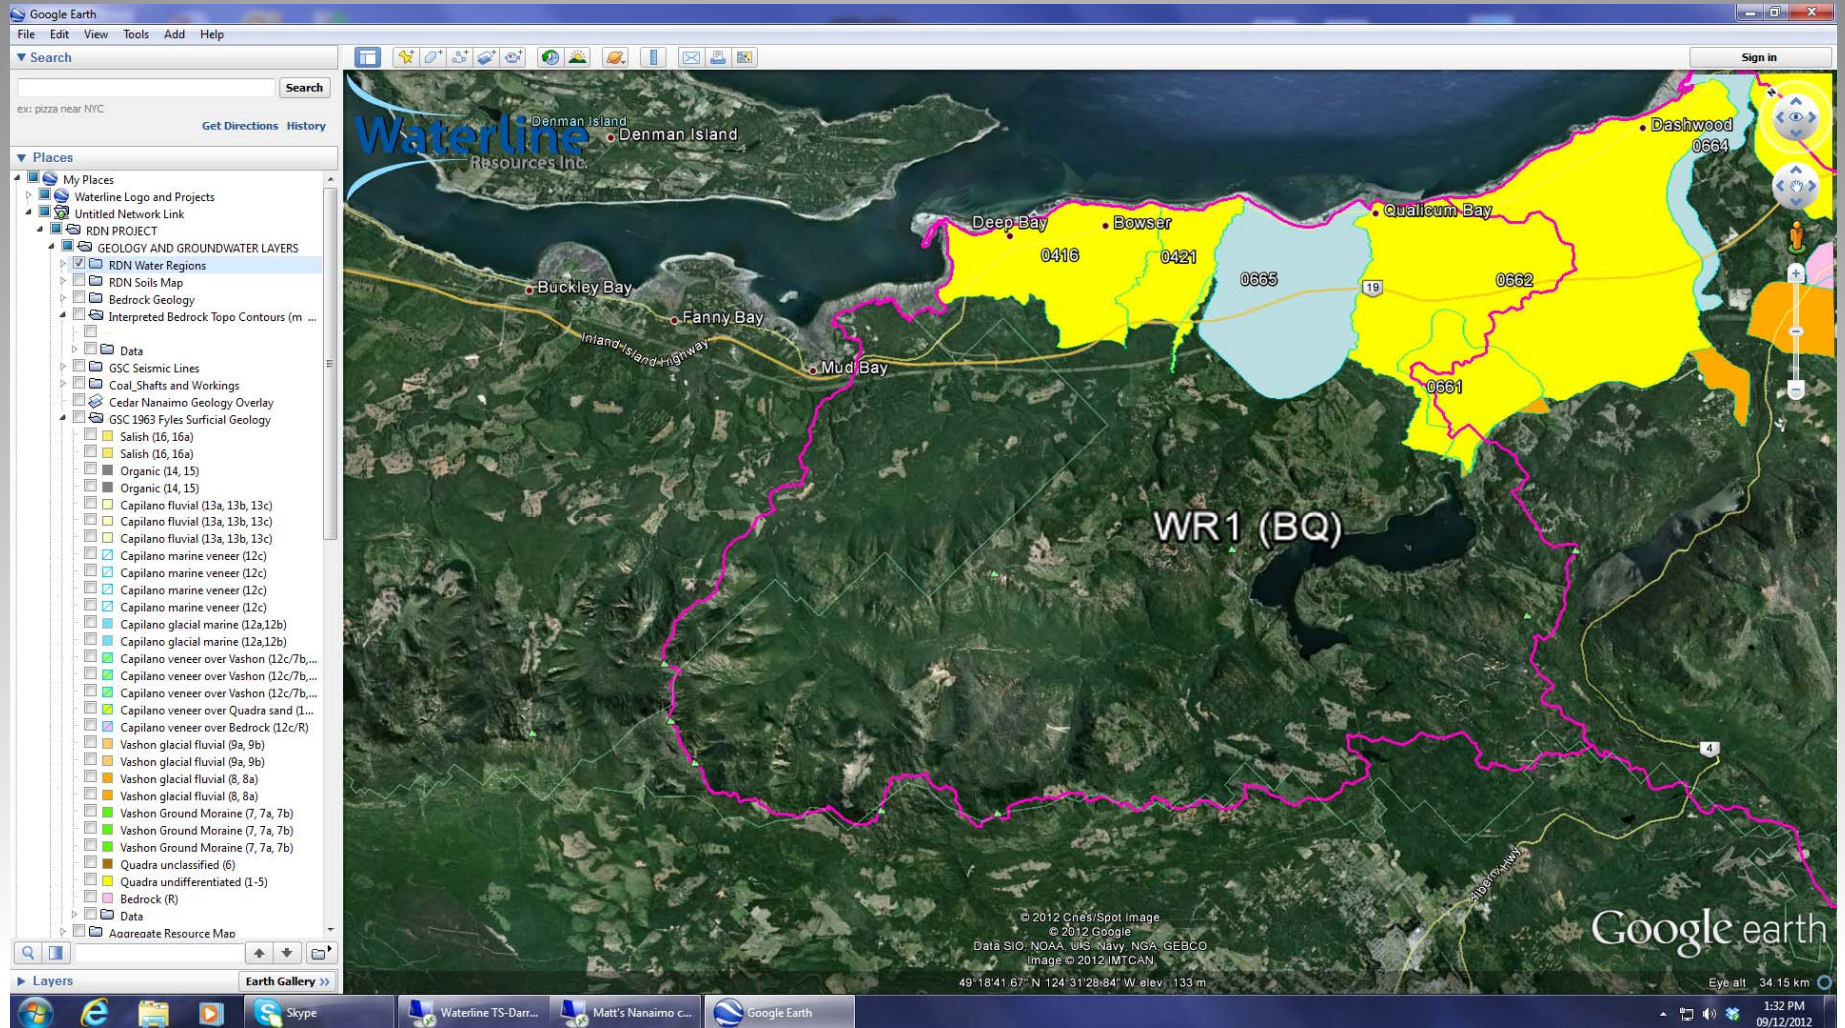 Google Earth
File Edit View Tools Add Help
Search
Search
ex: pizza near NYC
Get Directions History
Places
My Places
Waterline Logo and Projects
Untitled Network Link
RDN PROJECT
GEOLOGY AND GROUNDWATER LAYERS
RDN Water Regions
RDN Soils Map
Bedrock Geology
Interpreted Bedrock Topo Contours (m ...
Data
GSC Seismic Lines
Coal_Shafts and Workings
Cedar Nanaimo Geology Overlay
GSC 1963 Fyles Surficial Geology
Salish (16, 16a)
Salish (16, 16a)
Organic (14, 15)
Organic (14, 15)
Capilano fluvial (13a, 13b, 13c)
Capilano fluvial (13a, 13b, 13c)
Capilano fluvial (13a, 13b, 13c)
Capilano marine veneer (12c)
Capilano marine veneer (12c)
Capilano marine veneer (12c)
Capilano marine veneer (12c)
Capilano glacial marine (12a,12b)
Capilano glacial marine (12a,12b)
Capilano veneer over Vashon (12c/7b,...
Capilano veneer over Vashon (12c/7b,...
Capilano veneer over Vashon (12c/7b,...
Capilano veneer over Quadra sand (1...
Capilano veneer over Bedrock (12c/R)
Vashon glacial fluvial (9a, 9b)
Vashon glacial fluvial (9a, 9b)
Vashon glacial fluvial (8, 8a)
Vashon glacial fluvial (8, 8a)
Vashon Ground Moraine (7, 7a, 7b)
Vashon Ground Moraine (7, 7a, 7b)
Vashon Ground Moraine (7, 7a, 7b)
Quadra unclassified (6)
Quadra undifferentiated (1-5)
Bedrock (R)
Data
Aggregate Resource Map
Layers
Earth Gallery >>
Sign in
Waterline
Resources Inc.
Denman Island
Denman Island
N
Dashwood
0664
Deep Bay
Bowser
Qualicum Bay
0416
0421
0665
19
0662
Buckley Bay
Fanny Bay
Inland Island Highway
Mud Bay
0661
WR1 (BQ)
4
Alberni Hwy
© 2012 Cnes/Spot Image
© 2012 Google
Data SIO, NOAA, U.S. Navy, NGA, GEBCO
Image © 2012 IMTCAN
Google earth
49°18'41.67" N 124°31'28.84" W elev 133 m
Eye alt 34.15 km
Skype
Waterline TS-Darr...
Matt's Nanaimo c...
Google Earth
1:32 PM
09/12/2012